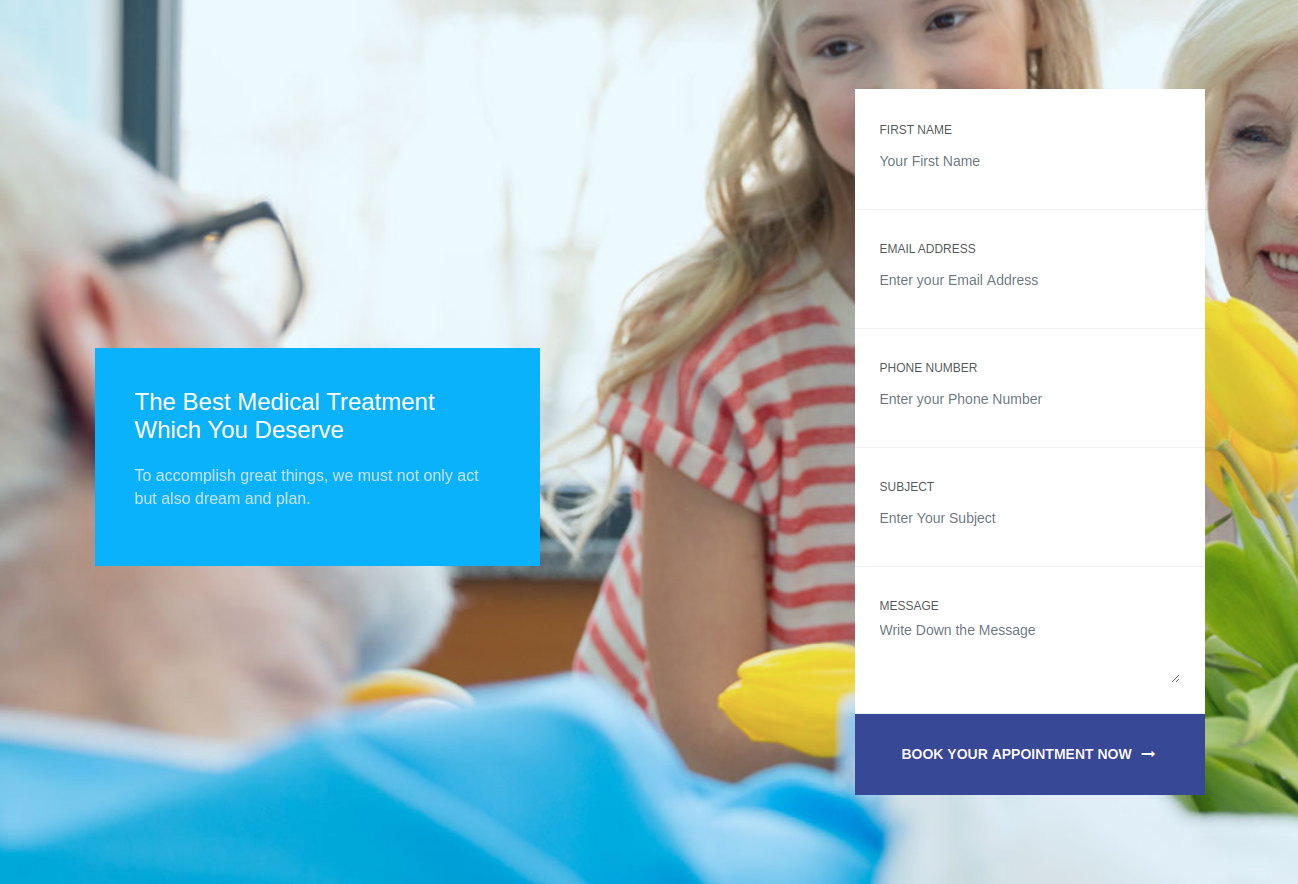 The Best Medical Treatment
Which You Deserve
To accomplish great things, we must not only act
but also dream and plan.
FIRST NAME
Your First Name
EMAIL ADDRESS
Enter your Email Address
PHONE NUMBER
Enter your Phone Number
SUBJECT
Enter Your Subject
MESSAGE
Write Down the Message
BOOK YOUR APPOINTMENT NOW